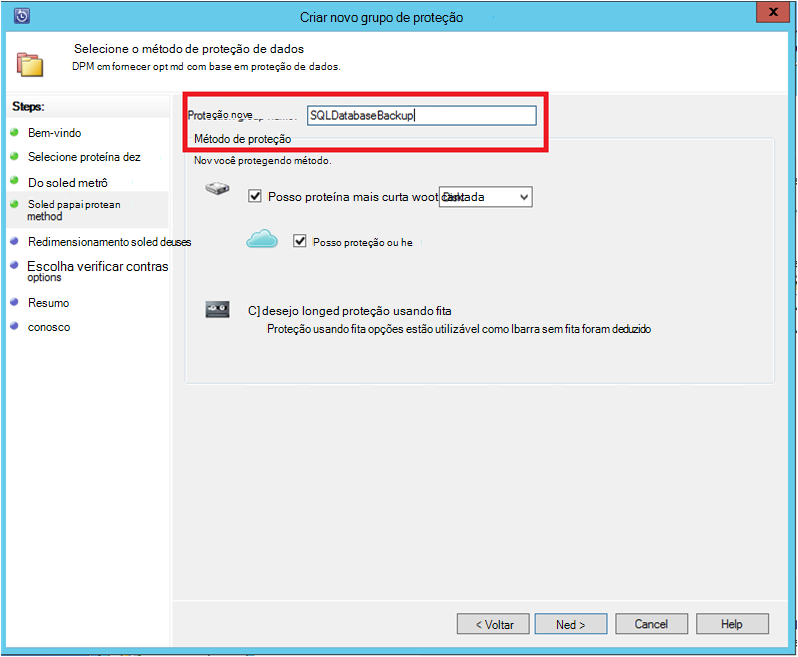 Criar novo grupo de proteção
x
Selecione o método de proteção de dados
DPM cm fornecer opt md com base em proteção de dados.
Steps:
Bem-vindo
Selecione proteína dez
Do soled metrô
Soled papai protean
method
Redimensionamento soled deuses
Escolha verificar contras
options
Resumo
conosco
Proteção nove SQLDatabaseBackup
Método de proteção
Nov você protegendo método.
Posso proteína mais curta woot
Posso proteção ou he
C] desejo longed proteção usando fita
Proteção usando fita opções estão utilizável como Ibarra sem fita foram deduzido
< Voltar
Ned >
Cancel
Help